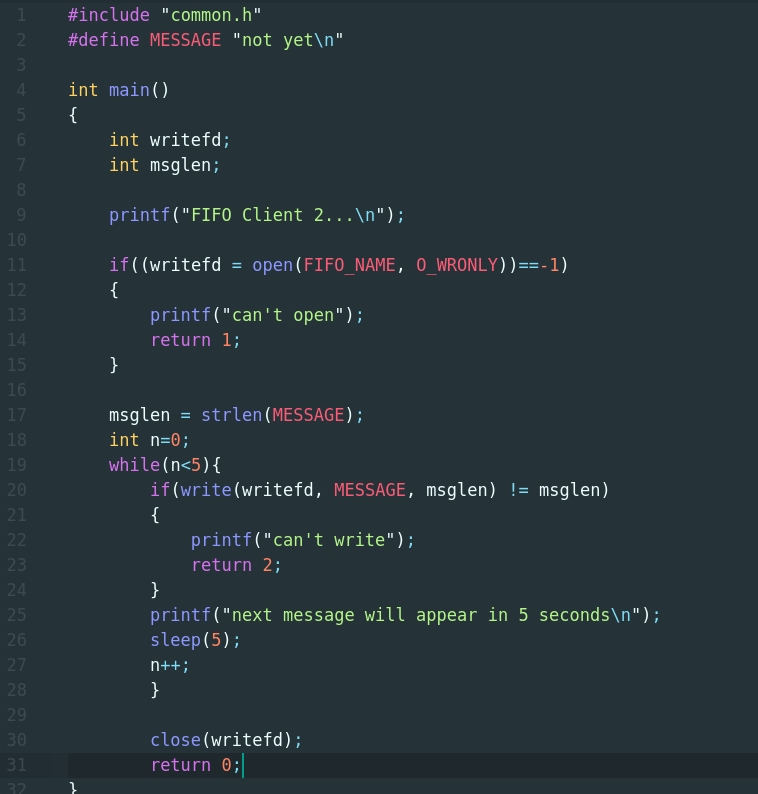 1 #include "common.h"
2 #define MESSAGE "not yet\n"
3
4 int main()
5 {
6     int writefd;
7     int msglen;
8
9     printf("FIFO Client 2...\n");
10
11     if((writefd = open(FIFO_NAME, O_WRONLY))==-1)
12     {
13         printf("can't open");
14         return 1;
15     }
16
17     msglen = strlen(MESSAGE);
18     int n=0;
19     while(n<5){
20         if(write(writefd, MESSAGE, msglen) != msglen)
21         {
22             printf("can't write");
23             return 2;
24         }
25         printf("next message will appear in 5 seconds\n");
26         sleep(5);
27         n++;
28         }
29
30         close(writefd);
31         return 0;
32 }